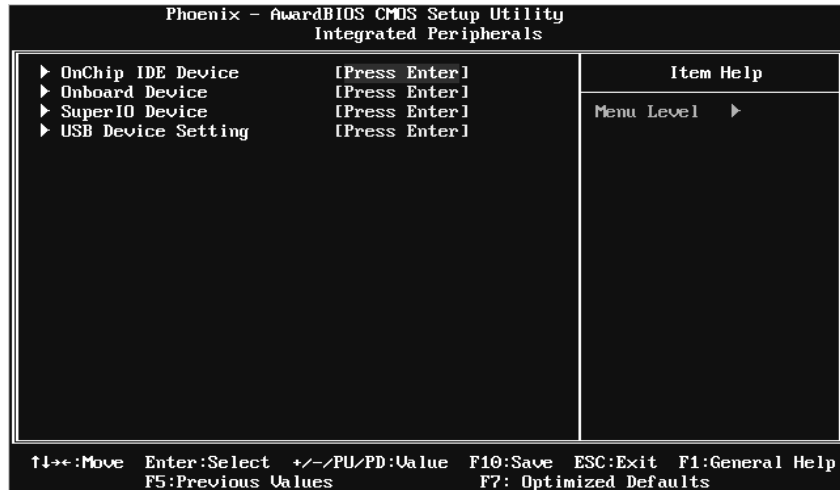 Phoenix - AwardBIOS CMOS Setup Utility
Integrated Peripherals
▶ OnChip IDE Device [Press Enter]
▶ Onboard Device [Press Enter]
▶ SuperIO Device [Press Enter]
▶ USB Device Setting [Press Enter]
Item Help
Menu Level ▶
↑↓→←:Move Enter:Select +/-/PU/PD:Value F10:Save ESC:Exit F1:General Help
F5:Previous Values F7: Optimized Defaults